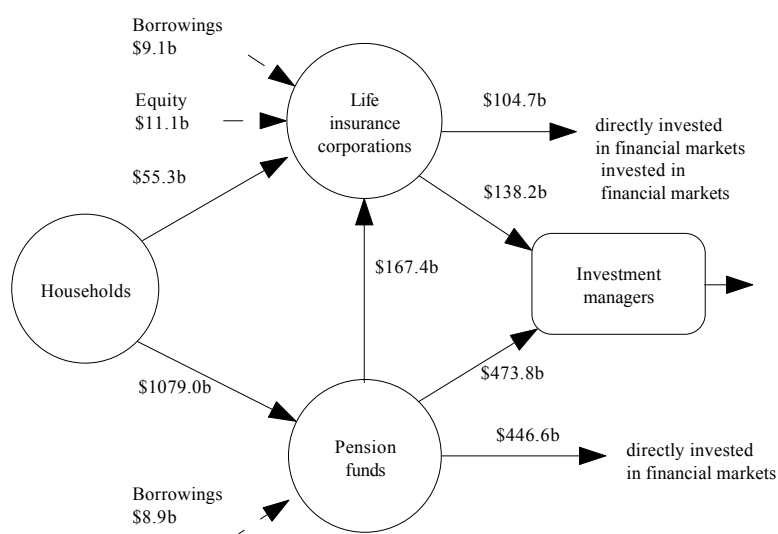 Borrowings
$9.1b
Equity
$11.1b
$55.3b
Life
insurance
corporations
$104.7b
directly invested
in financial markets
invested in
financial markets
$138.2b
$167.4b
Households
Investment
managers
$1079.0b
$473.8b
Pension
funds
$446.6b
directly invested
in financial markets
Borrowings
$8.9b